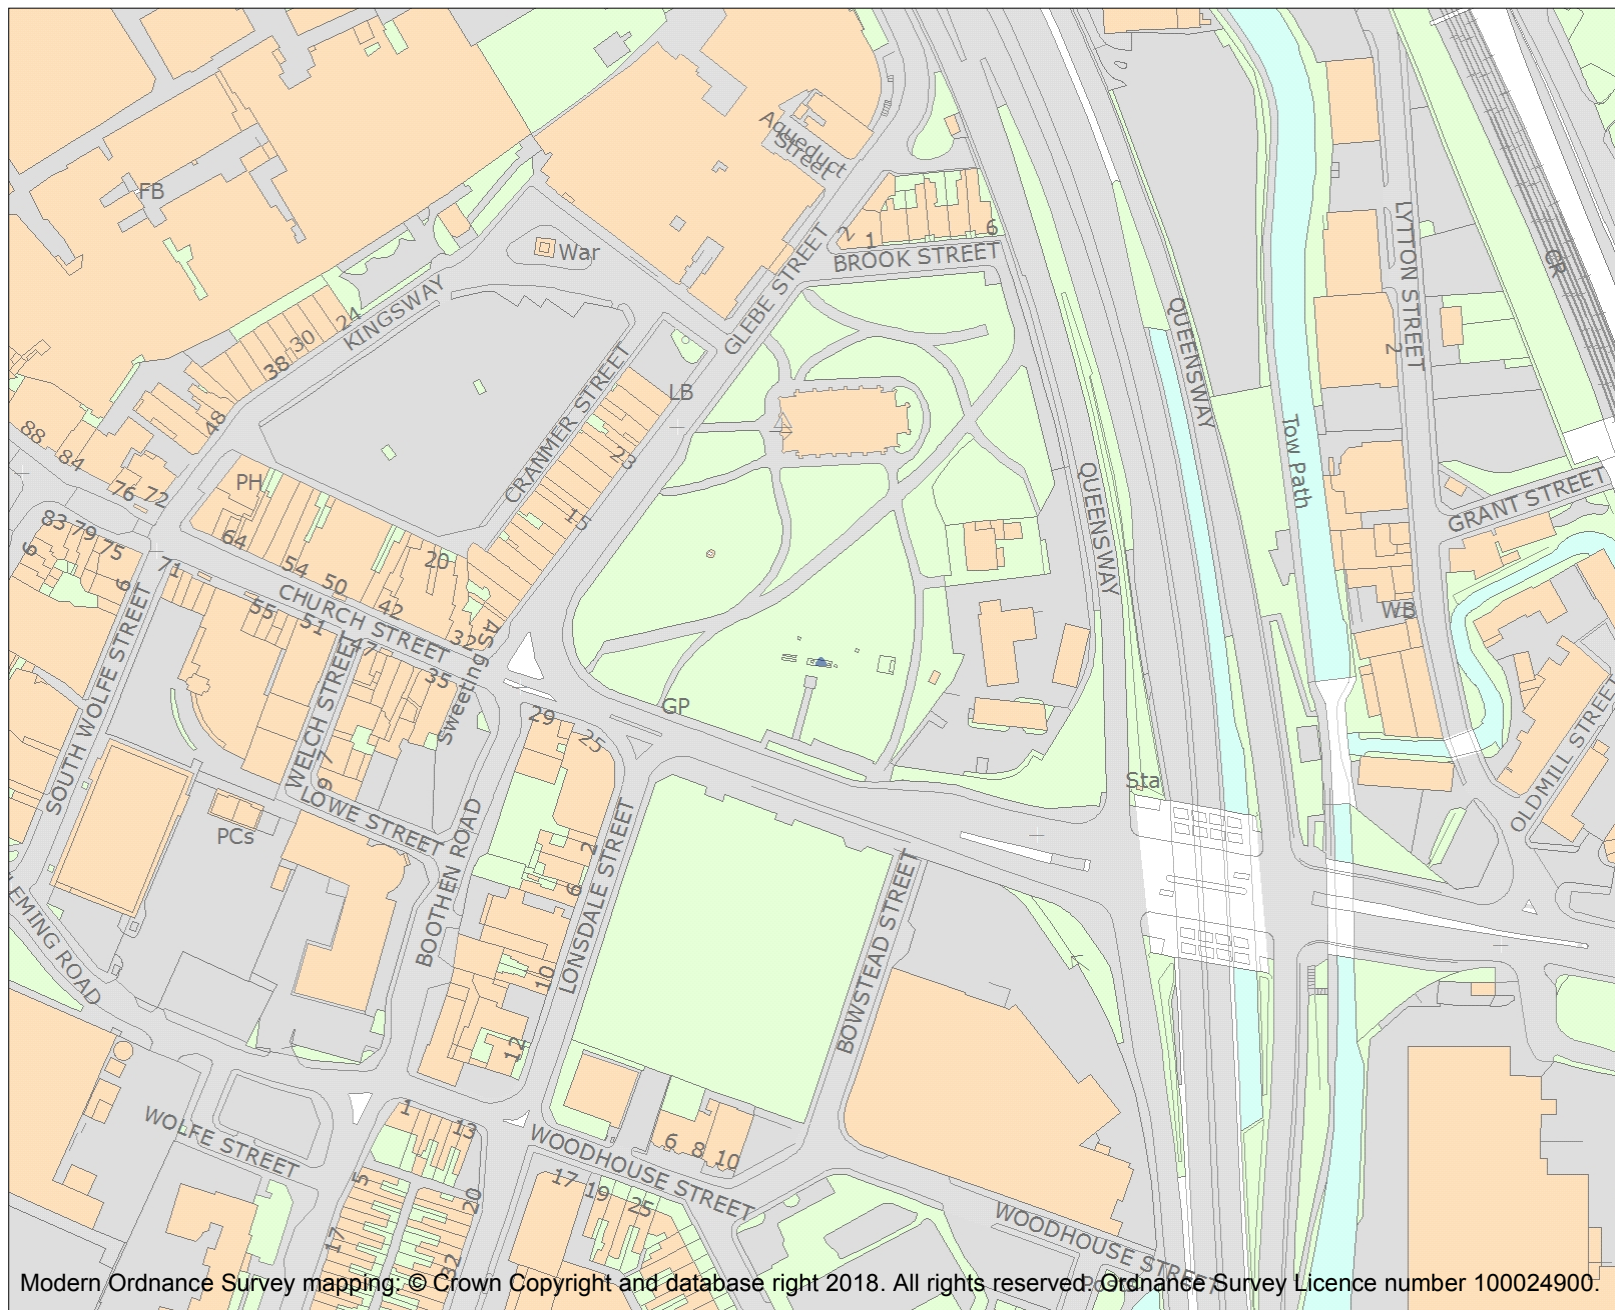 Aqueduct
Street
FB
War
KINGSWAY
GLEBE STREET
2
1
6
BROOK STREET
LYTTON STREET
2
CR
QUEENSWAY
24
30
38
48
CRANMER STREET
LB
23
15
88
84
76
72
PH
64
54
50
42
20
32
Tow Path
GRANT STREET
QUEENSWAY
83
79
75
6
6
71
55
51
47
35
CHURCH STREET
SOUTH WOLFE STREET
WELCH STREET
7
9
LOWE STREET
PCs
29
25
GP
WB
OLDMILL STREET
Sta
BOOTHEN ROAD
2
6
10
12
LONSDALE STREET
BOWSTEAD STREET
WOLFE STREET
1
13
5
17
20
32
WOODHOUSE STREET
6
8
10
17
19
25
WOODHOUSE STREET
Modern Ordnance Survey mapping: © Crown Copyright and database right 2018. All rights reserved. Ordnance Survey Licence number 100024900.